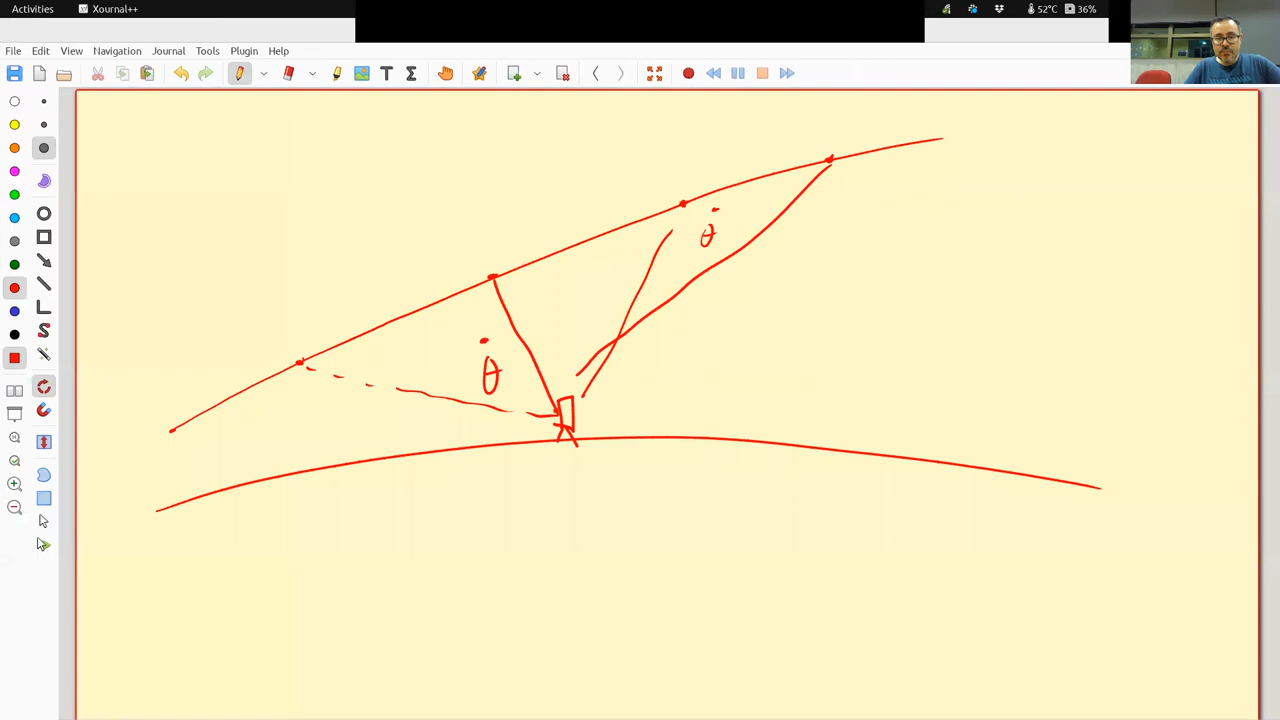 Activities Xournal++ 52°C 36%
File Edit View Navigation Journal Tools Plugin Help
θ̇
θ̇